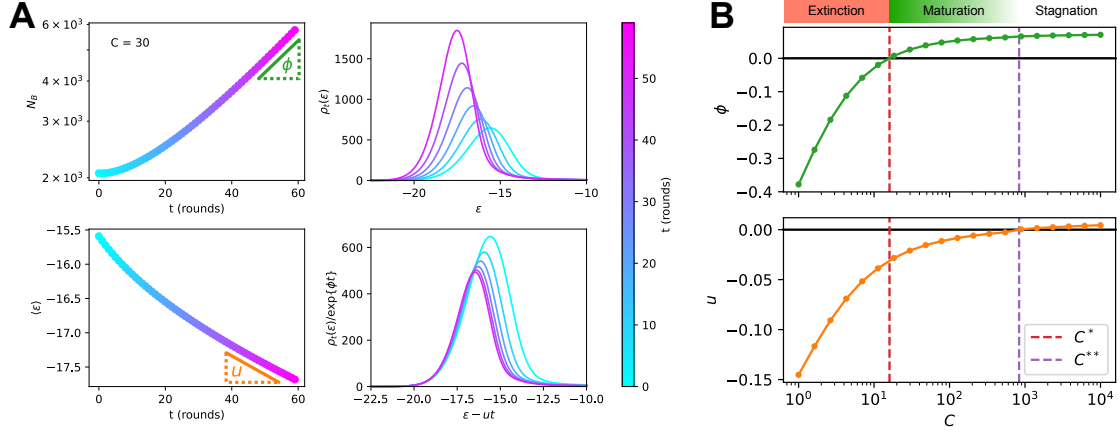 A
C = 30
N_B
6 × 10³
4 × 10³
3 × 10³
2 × 10³
ϕ
0 20 40 60
t (rounds)
ρ_t(ε)
1500
1000
500
0
−20 −15 −10
ε
⟨ε⟩
−15.5
−16.0
−16.5
−17.0
−17.5
u
0 20 40 60
t (rounds)
ρ_t(ε)/exp{ϕt}
600
400
200
0
−22.5 −20.0 −17.5 −15.0 −12.5 −10.0
ε − ut
50
40
30
20
10
0
t (rounds)
B
Extinction Maturation Stagnation
ϕ
0.0
−0.1
−0.2
−0.3
−0.4
u
0.00
−0.05
−0.10
−0.15
C*
C**
10⁰ 10¹ 10² 10³ 10⁴
C